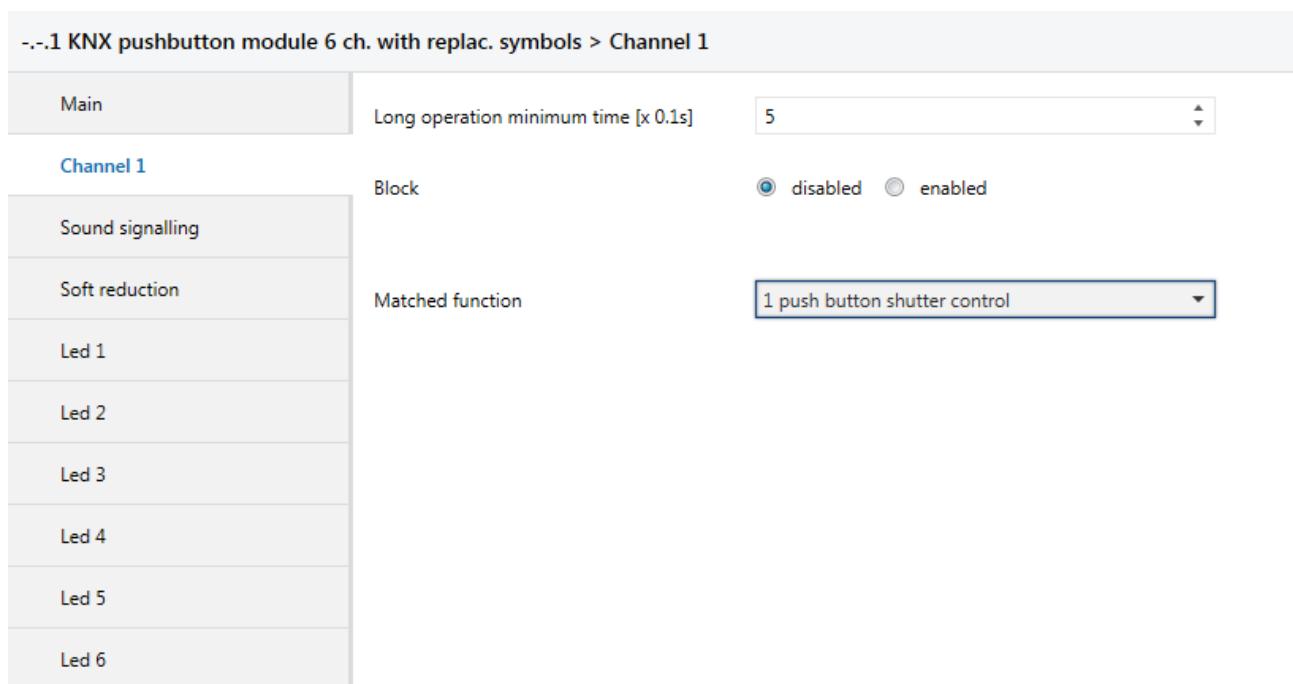 -.-.1 KNX pushbutton module 6 ch. with replac. symbols > Channel 1
Main
Channel 1
Sound signalling
Soft reduction
Led 1
Led 2
Led 3
Led 4
Led 5
Led 6
Long operation minimum time [x 0.1s] 5
Block disabled enabled
Matched function 1 push button shutter control